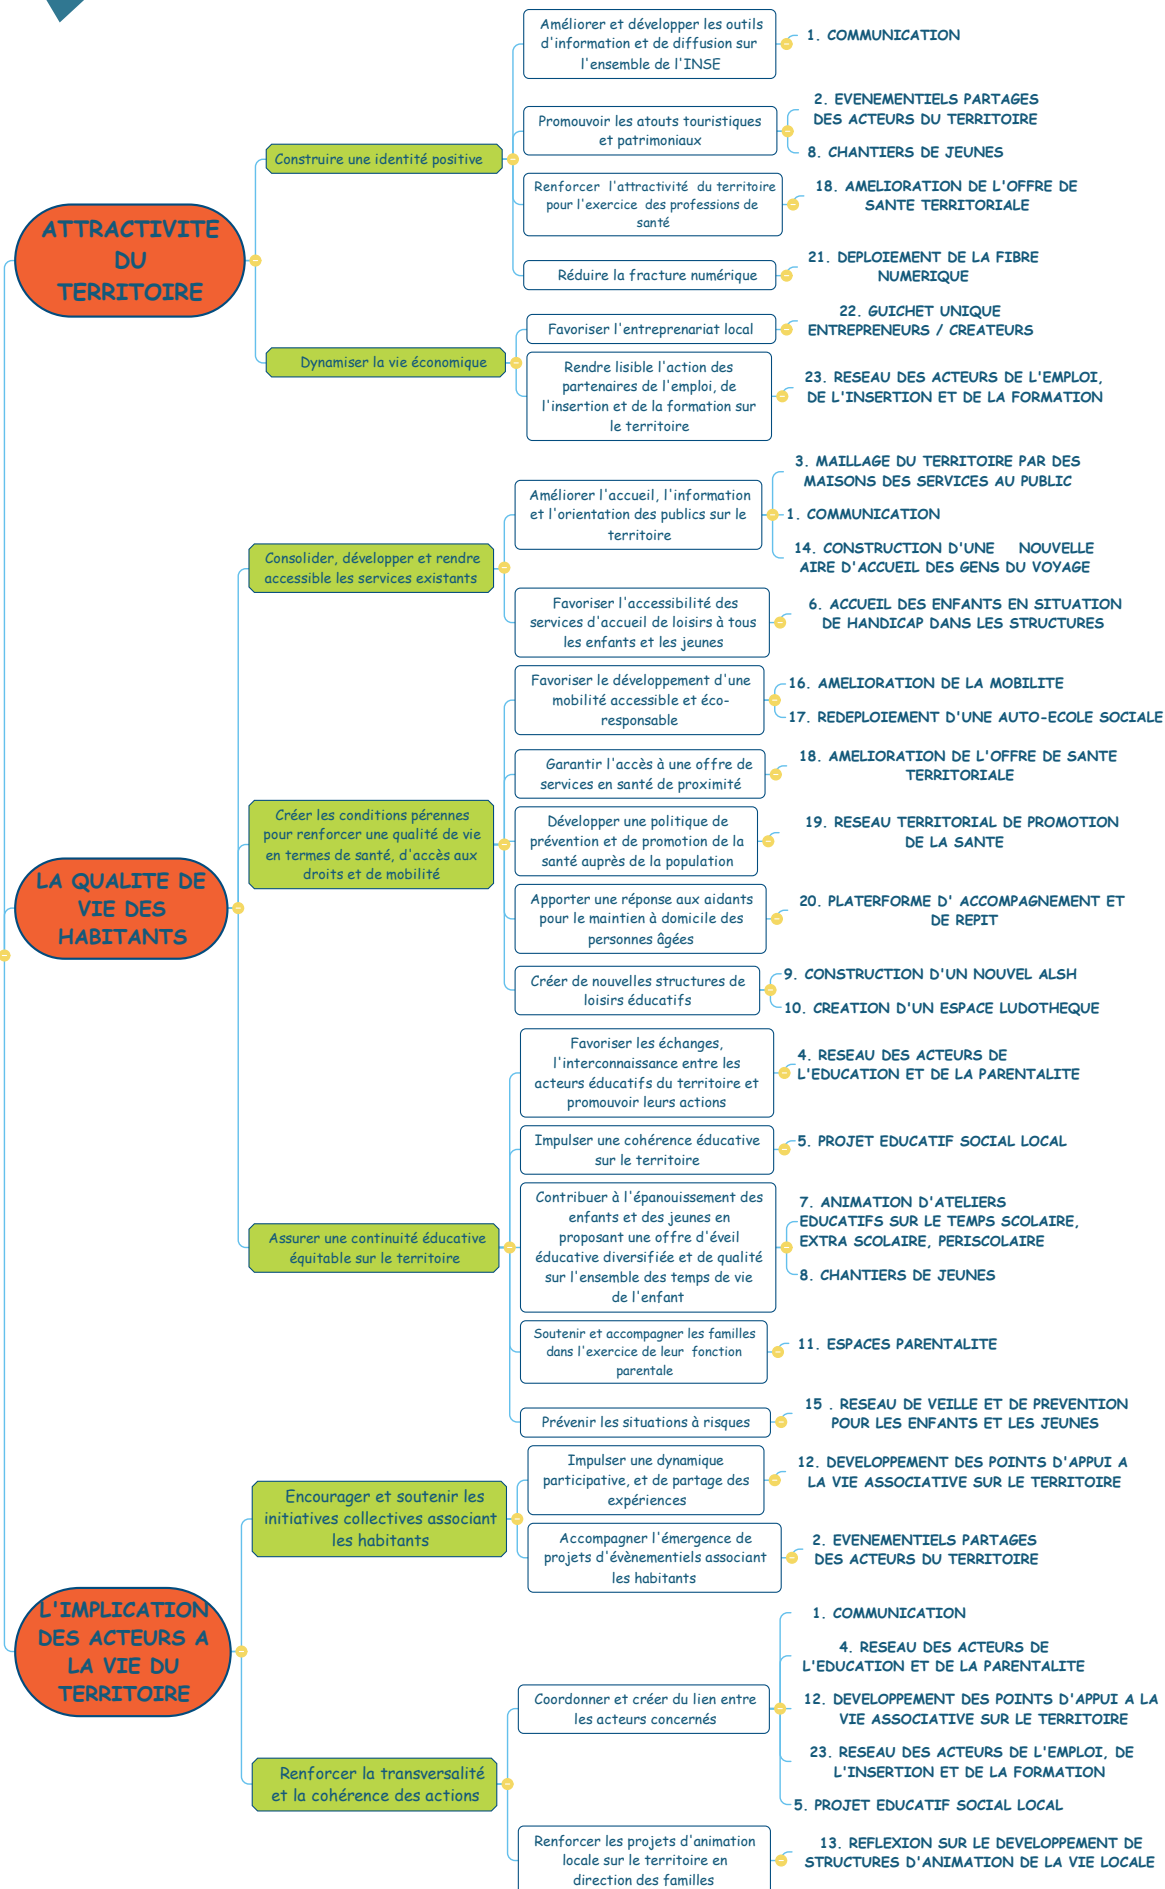 ATTRACTIVITE
DU
TERRITOIRE
Construire une identité positive
Améliorer et développer les outils
d'information et de diffusion sur
l'ensemble de l'INSE
1. COMMUNICATION
Promouvoir les atouts touristiques
et patrimoniaux
2. EVENEMENTIELS PARTAGES
DES ACTEURS DU TERRITOIRE
8. CHANTIERS DE JEUNES
Renforcer l'attractivité du territoire
pour l'exercice des professions de
santé
18. AMELIORATION DE L'OFFRE DE
SANTE TERRITORIALE
Réduire la fracture numérique
21. DEPLOIEMENT DE LA FIBRE
NUMERIQUE
Dynamiser la vie économique
Favoriser l'entreprenariat local
22. GUICHET UNIQUE
ENTREPRENEURS / CREATEURS
Rendre lisible l'action des
partenaires de l'emploi, de
l'insertion et de la formation sur
le territoire
23. RESEAU DES ACTEURS DE L'EMPLOI,
DE L'INSERTION ET DE LA FORMATION
LA QUALITE DE
VIE DES
HABITANTS
Consolider, développer et rendre
accessible les services existants
Améliorer l'accueil, l'information
et l'orientation des publics sur le
territoire
3. MAILLAGE DU TERRITOIRE PAR DES
MAISONS DES SERVICES AU PUBLIC
1. COMMUNICATION
14. CONSTRUCTION D'UNE NOUVELLE
AIRE D'ACCUEIL DES GENS DU VOYAGE
Favoriser l'accessibilité des
services d'accueil de loisirs à tous
les enfants et les jeunes
6. ACCUEIL DES ENFANTS EN SITUATION
DE HANDICAP DANS LES STRUCTURES
Créer les conditions pérennes
pour renforcer une qualité de vie
en termes de santé, d'accès aux
droits et de mobilité
Favoriser le développement d'une
mobilité accessible et éco-
responsable
16. AMELIORATION DE LA MOBILITE
17. REDEPLOIEMENT D'UNE AUTO-ECOLE SOCIALE
Garantir l'accès à une offre de
services en santé de proximité
18. AMELIORATION DE L'OFFRE DE SANTE
TERRITORIALE
Développer une politique de
prévention et de promotion de la
santé auprès de la population
19. RESEAU TERRITORIAL DE PROMOTION
DE LA SANTE
Apporter une réponse aux aidants
pour le maintien à domicile des
personnes âgées
20. PLATERFORME D' ACCOMPAGNEMENT ET
DE REPIT
Créer de nouvelles structures de
loisirs éducatifs
9. CONSTRUCTION D'UN NOUVEL ALSH
10. CREATION D'UN ESPACE LUDOTHEQUE
Assurer une continuité éducative
équitable sur le territoire
Favoriser les échanges,
l'interconnaissance entre les
acteurs éducatifs du territoire et
promouvoir leurs actions
4. RESEAU DES ACTEURS DE
L'EDUCATION ET DE LA PARENTALITE
Impulser une cohérence éducative
sur le territoire
5. PROJET EDUCATIF SOCIAL LOCAL
Contribuer à l'épanouissement des
enfants et des jeunes en
proposant une offre d'éveil
éducative diversifiée et de qualité
sur l'ensemble des temps de vie
de l'enfant
7. ANIMATION D'ATELIERS
EDUCATIFS SUR LE TEMPS SCOLAIRE,
EXTRA SCOLAIRE, PERISCOLAIRE
8. CHANTIERS DE JEUNES
Soutenir et accompagner les familles
dans l'exercice de leur fonction
parentale
11. ESPACES PARENTALITE
Prévenir les situations à risques
15 . RESEAU DE VEILLE ET DE PREVENTION
POUR LES ENFANTS ET LES JEUNES
L'IMPLICATION
DES ACTEURS A
LA VIE DU
TERRITOIRE
Encourager et soutenir les
initiatives collectives associant
les habitants
Impulser une dynamique
participative, et de partage des
expériences
12. DEVELOPPEMENT DES POINTS D'APPUI A
LA VIE ASSOCIATIVE SUR LE TERRITOIRE
Accompagner l'émergence de
projets d'évènementiels associant
les habitants
2. EVENEMENTIELS PARTAGES
DES ACTEURS DU TERRITOIRE
Renforcer la transversalité
et la cohérence des actions
Coordonner et créer du lien entre
les acteurs concernés
1. COMMUNICATION
4. RESEAU DES ACTEURS DE
L'EDUCATION ET DE LA PARENTALITE
12. DEVELOPPEMENT DES POINTS D'APPUI A LA
VIE ASSOCIATIVE SUR LE TERRITOIRE
23. RESEAU DES ACTEURS DE L'EMPLOI, DE
L'INSERTION ET DE LA FORMATION
5. PROJET EDUCATIF SOCIAL LOCAL
Renforcer les projets d'animation
locale sur le territoire en
direction des familles
13. REFLEXION SUR LE DEVELOPPEMENT DE
STRUCTURES D'ANIMATION DE LA VIE LOCALE